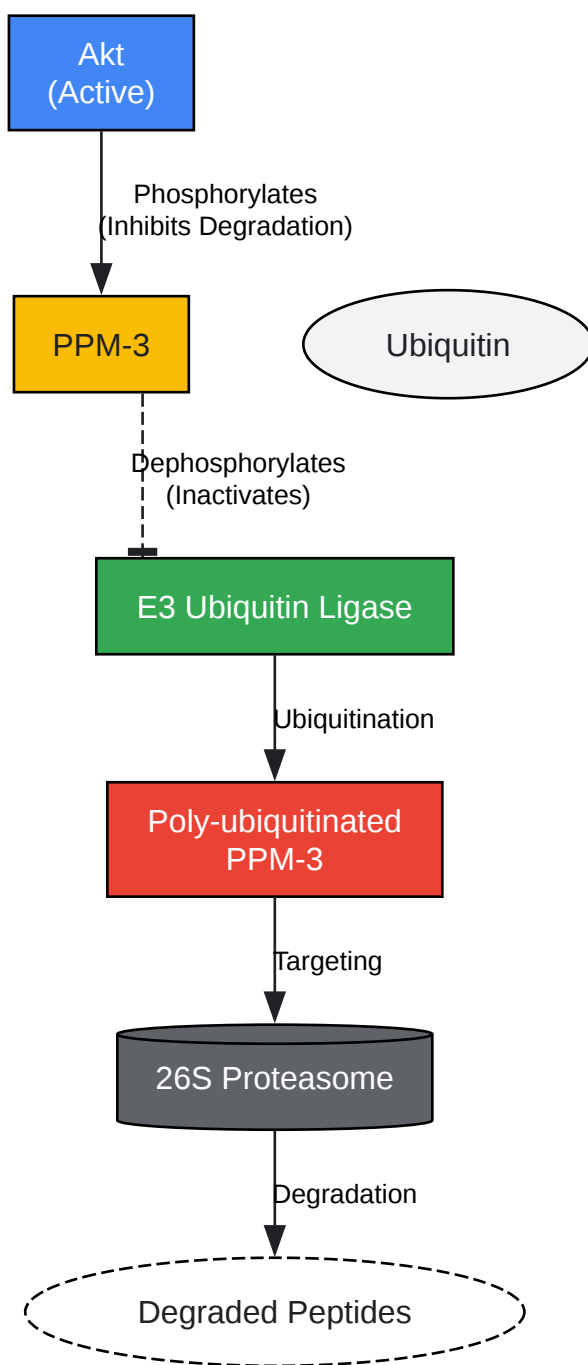 Akt
(Active)
Phosphorylates
(Inhibits Degradation)
PPM-3
Ubiquitin
Dephosphorylates
(Inactivates)
E3 Ubiquitin Ligase
Ubiquitination
Poly-ubiquitinated
PPM-3
Targeting
26S Proteasome
Degradation
Degraded Peptides